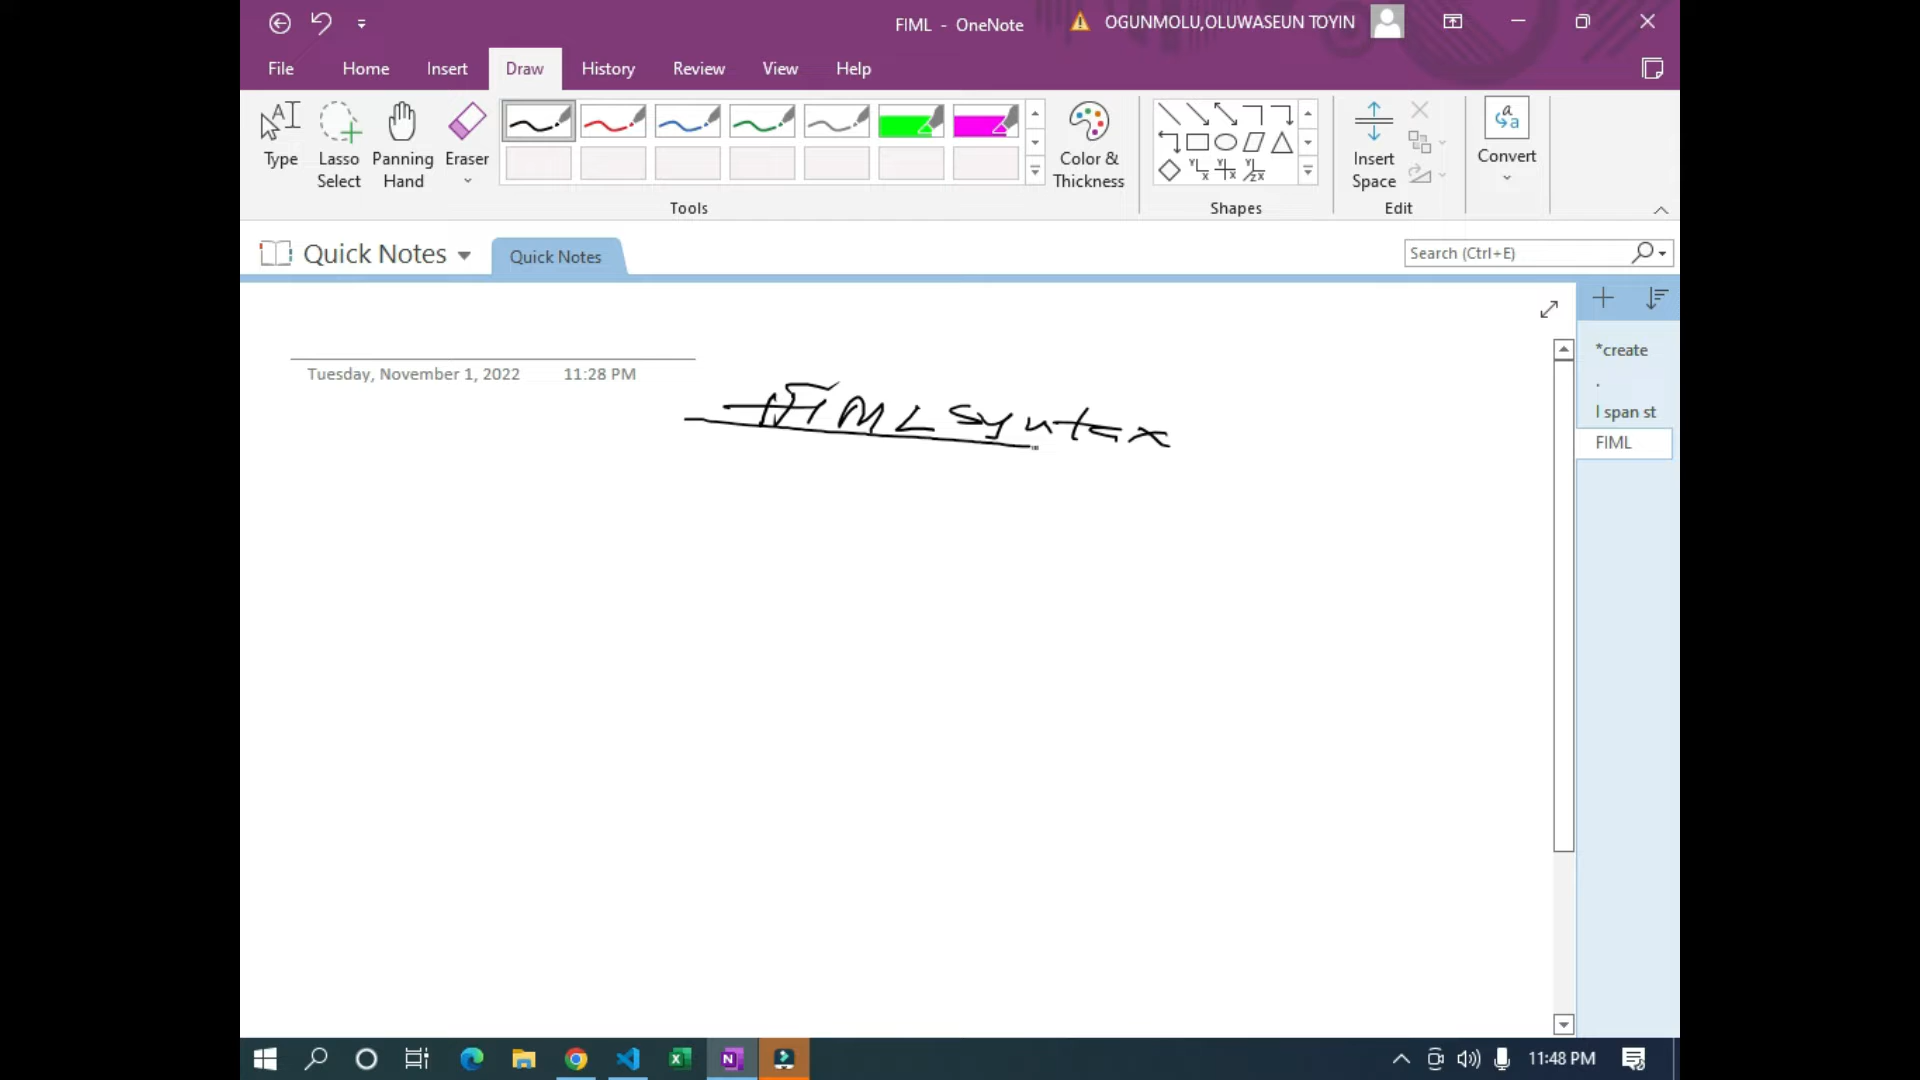 FIML - OneNote
OGUNMOLU,OLUWASEUN TOYIN
File Home Insert Draw History Review View Help
Type
Lasso Select
Panning Hand
Eraser
Color & Thickness
Insert Space
Convert
Tools
Shapes
Edit
Quick Notes
Quick Notes
Search (Ctrl+E)
*create
.
I span st
FIML
Tuesday, November 1, 2022 11:28 PM
HTML syntax
11:48 PM